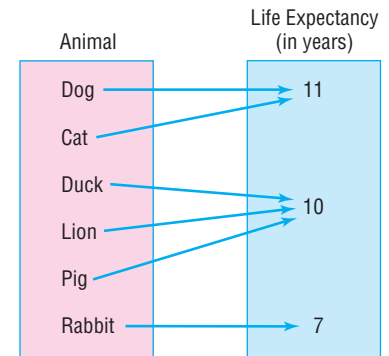 Life Expectancy
Animal (in years)
Dog 11
Cat
Duck
10
Lion
Pig
Rabbit 7